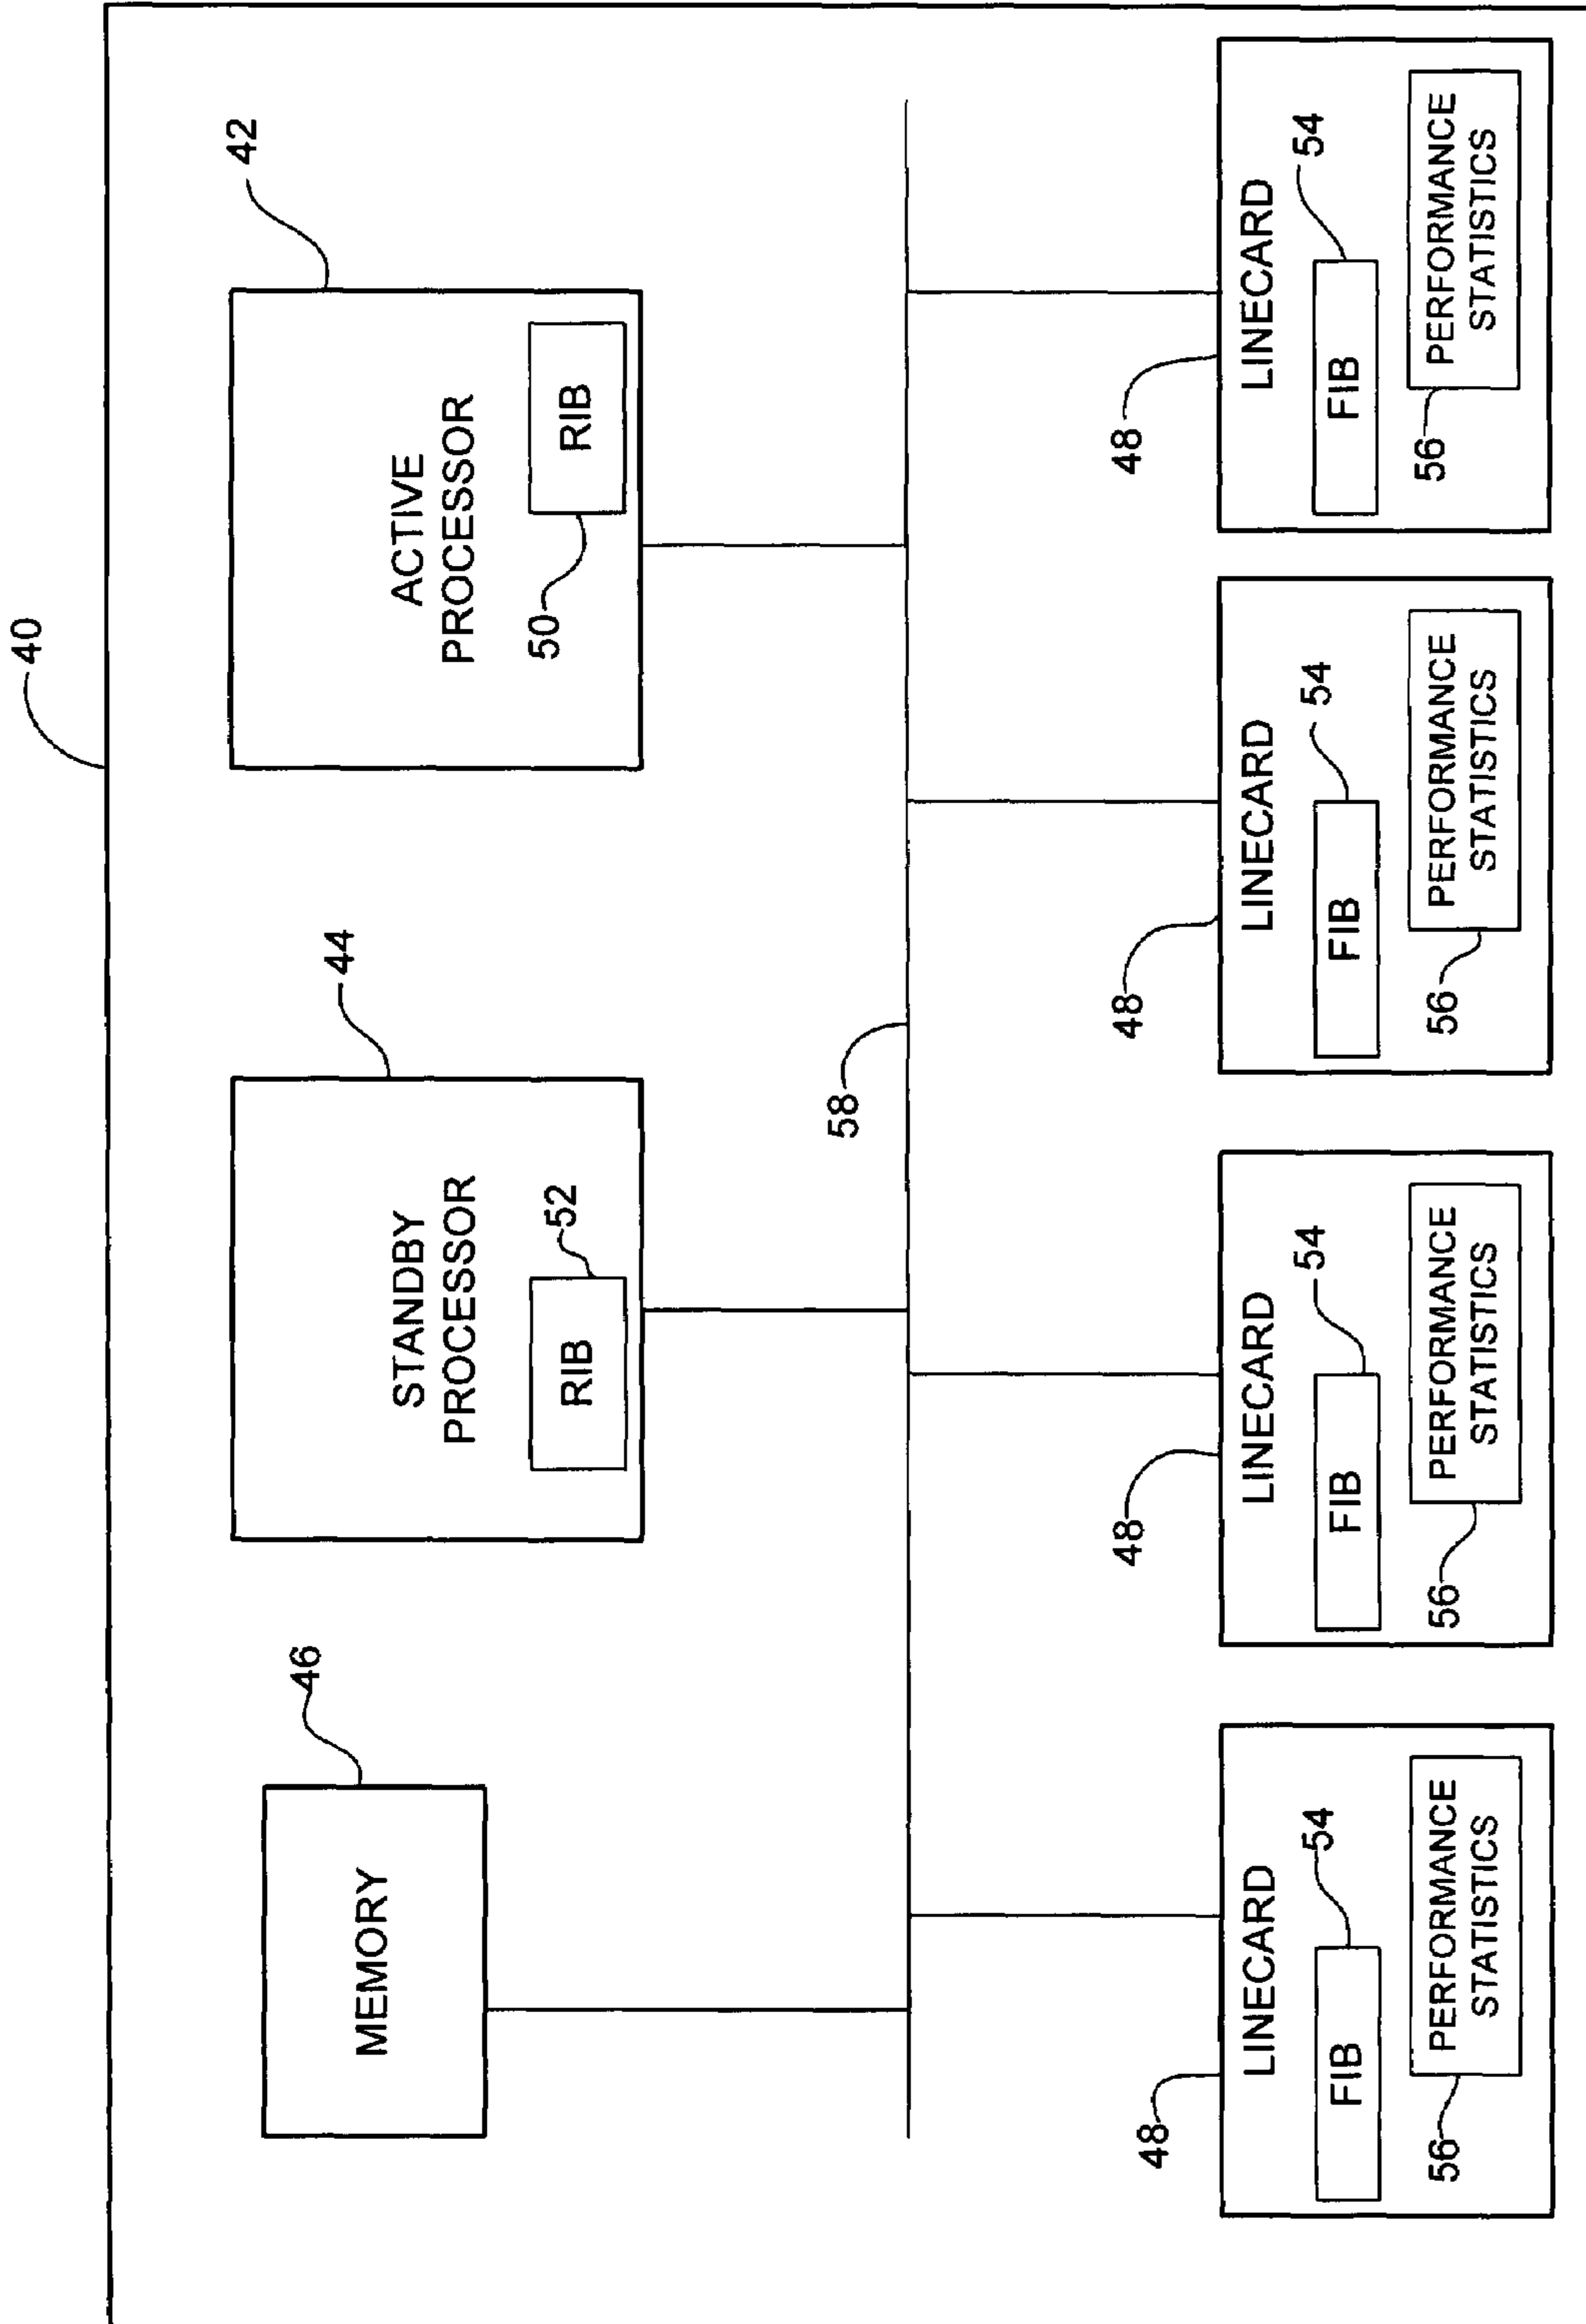 40
46
44
42
MEMORY
STANDBY
PROCESSOR
ACTIVE
PROCESSOR
RIB
52
50
RIB
58
48
48
48
48
LINECARD
LINECARD
LINECARD
LINECARD
54
54
54
54
FIB
FIB
FIB
FIB
56
PERFORMANCE
STATISTICS
56
PERFORMANCE
STATISTICS
56
PERFORMANCE
STATISTICS
56
PERFORMANCE
STATISTICS